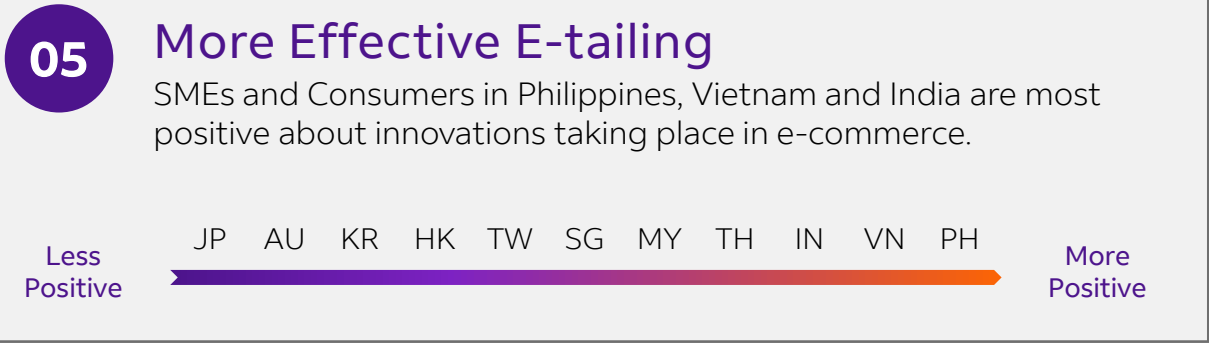 05
More Effective E-tailing
SMEs and Consumers in Philippines, Vietnam and India are most
positive about innovations taking place in e-commerce.
JP AU KR HK TW SG MY TH IN VN PH
Less
Positive
More
Positive